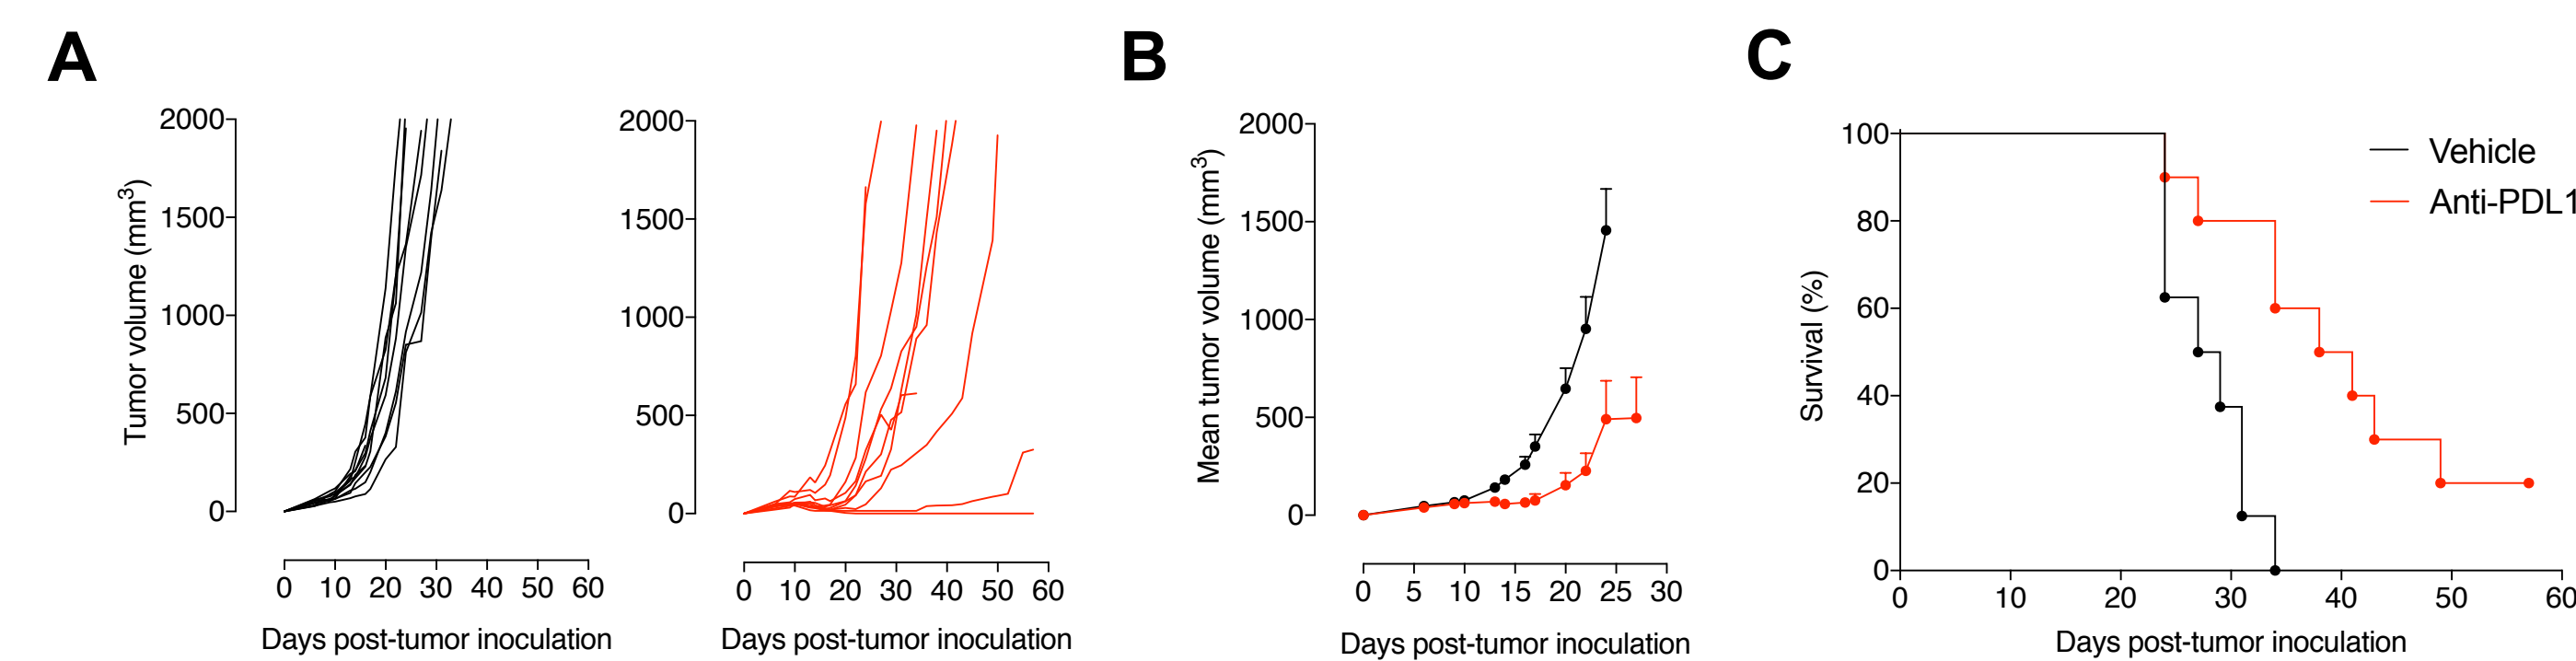 A
Tumor volume (mm³)
2000
1500
1000
500
0
0 10 20 30 40 50 60
Days post-tumor inoculation
2000
1500
1000
500
0
0 10 20 30 40 50 60
Days post-tumor inoculation
B
Mean tumor volume (mm³)
2000
1500
1000
500
0
0 5 10 15 20 25 30
Days post-tumor inoculation
C
Survival (%)
100
80
60
40
20
0
0 10 20 30 40 50 60
Days post-tumor inoculation
Vehicle
Anti-PDL1